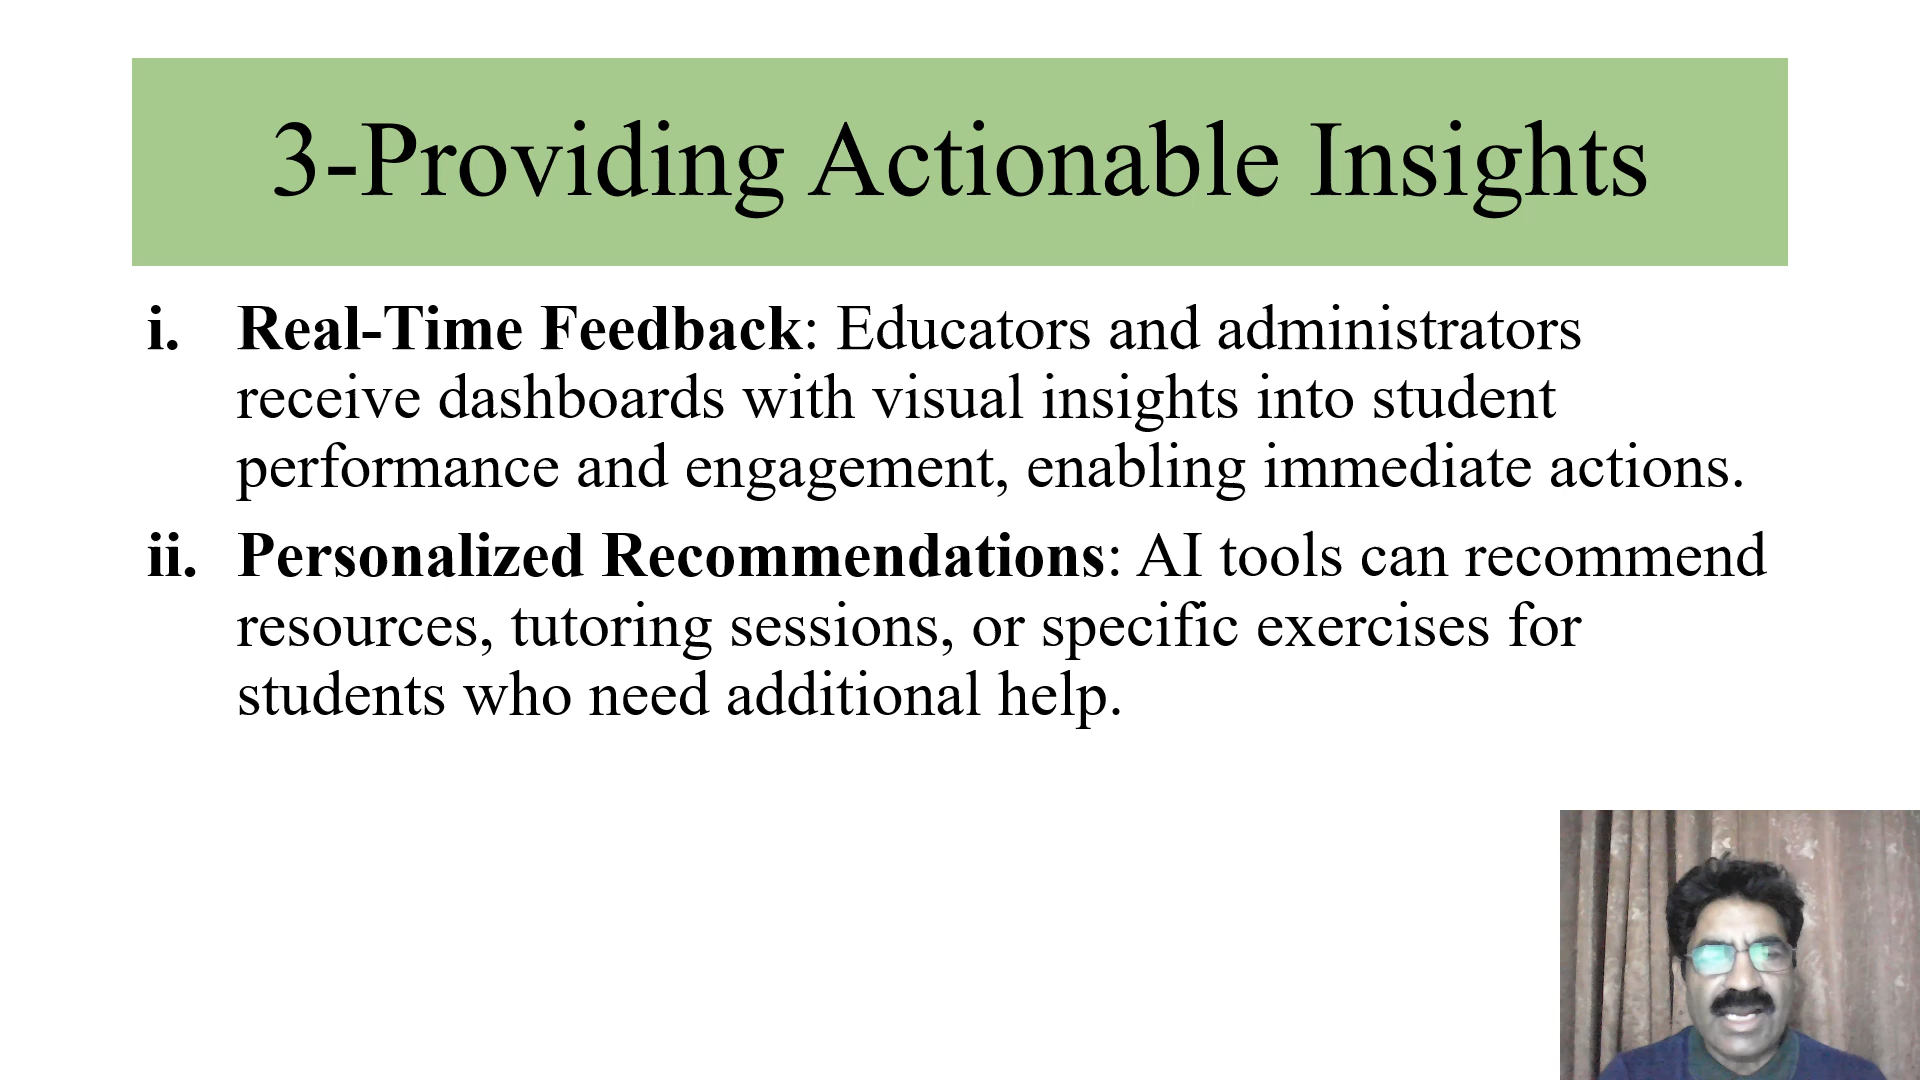 3-Providing Actionable Insights
i. Real-Time Feedback: Educators and administrators
receive dashboards with visual insights into student
performance and engagement, enabling immediate actions.
ii. Personalized Recommendations: AI tools can recommend
resources, tutoring sessions, or specific exercises for
students who need additional help.